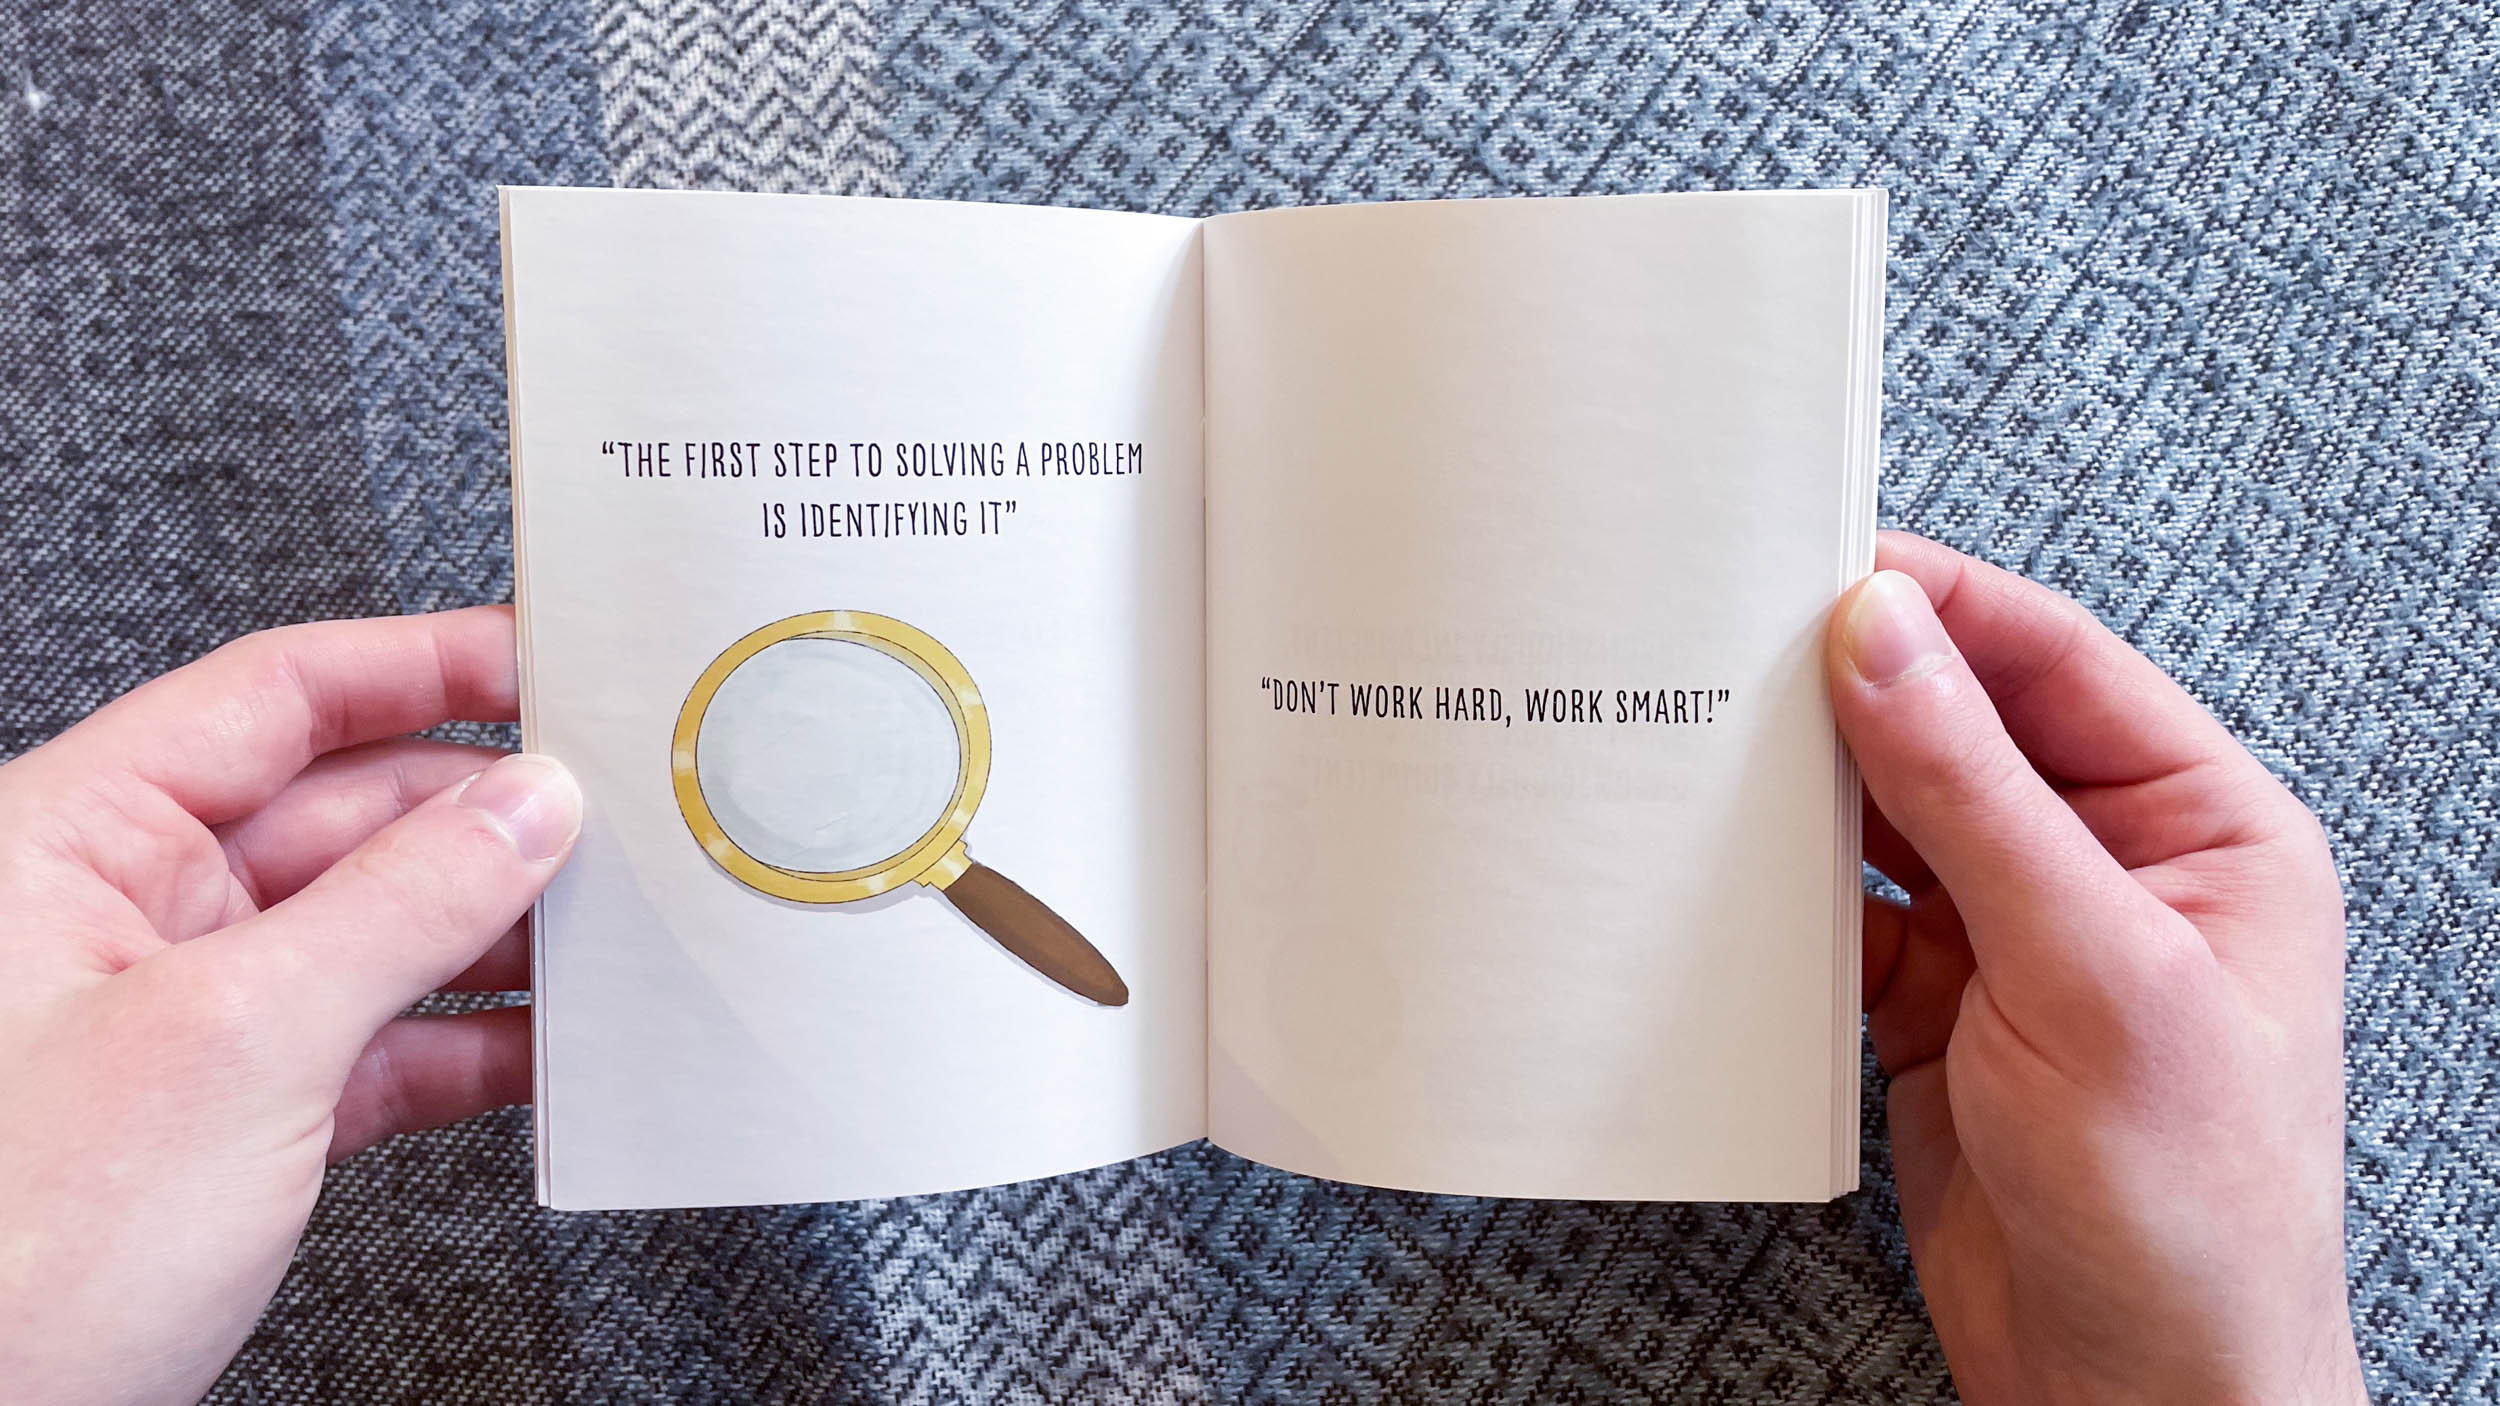 “THE FIRST STEP TO SOLVING A PROBLEM
IS IDENTIFYING IT”
“DON’T WORK HARD, WORK SMART!”